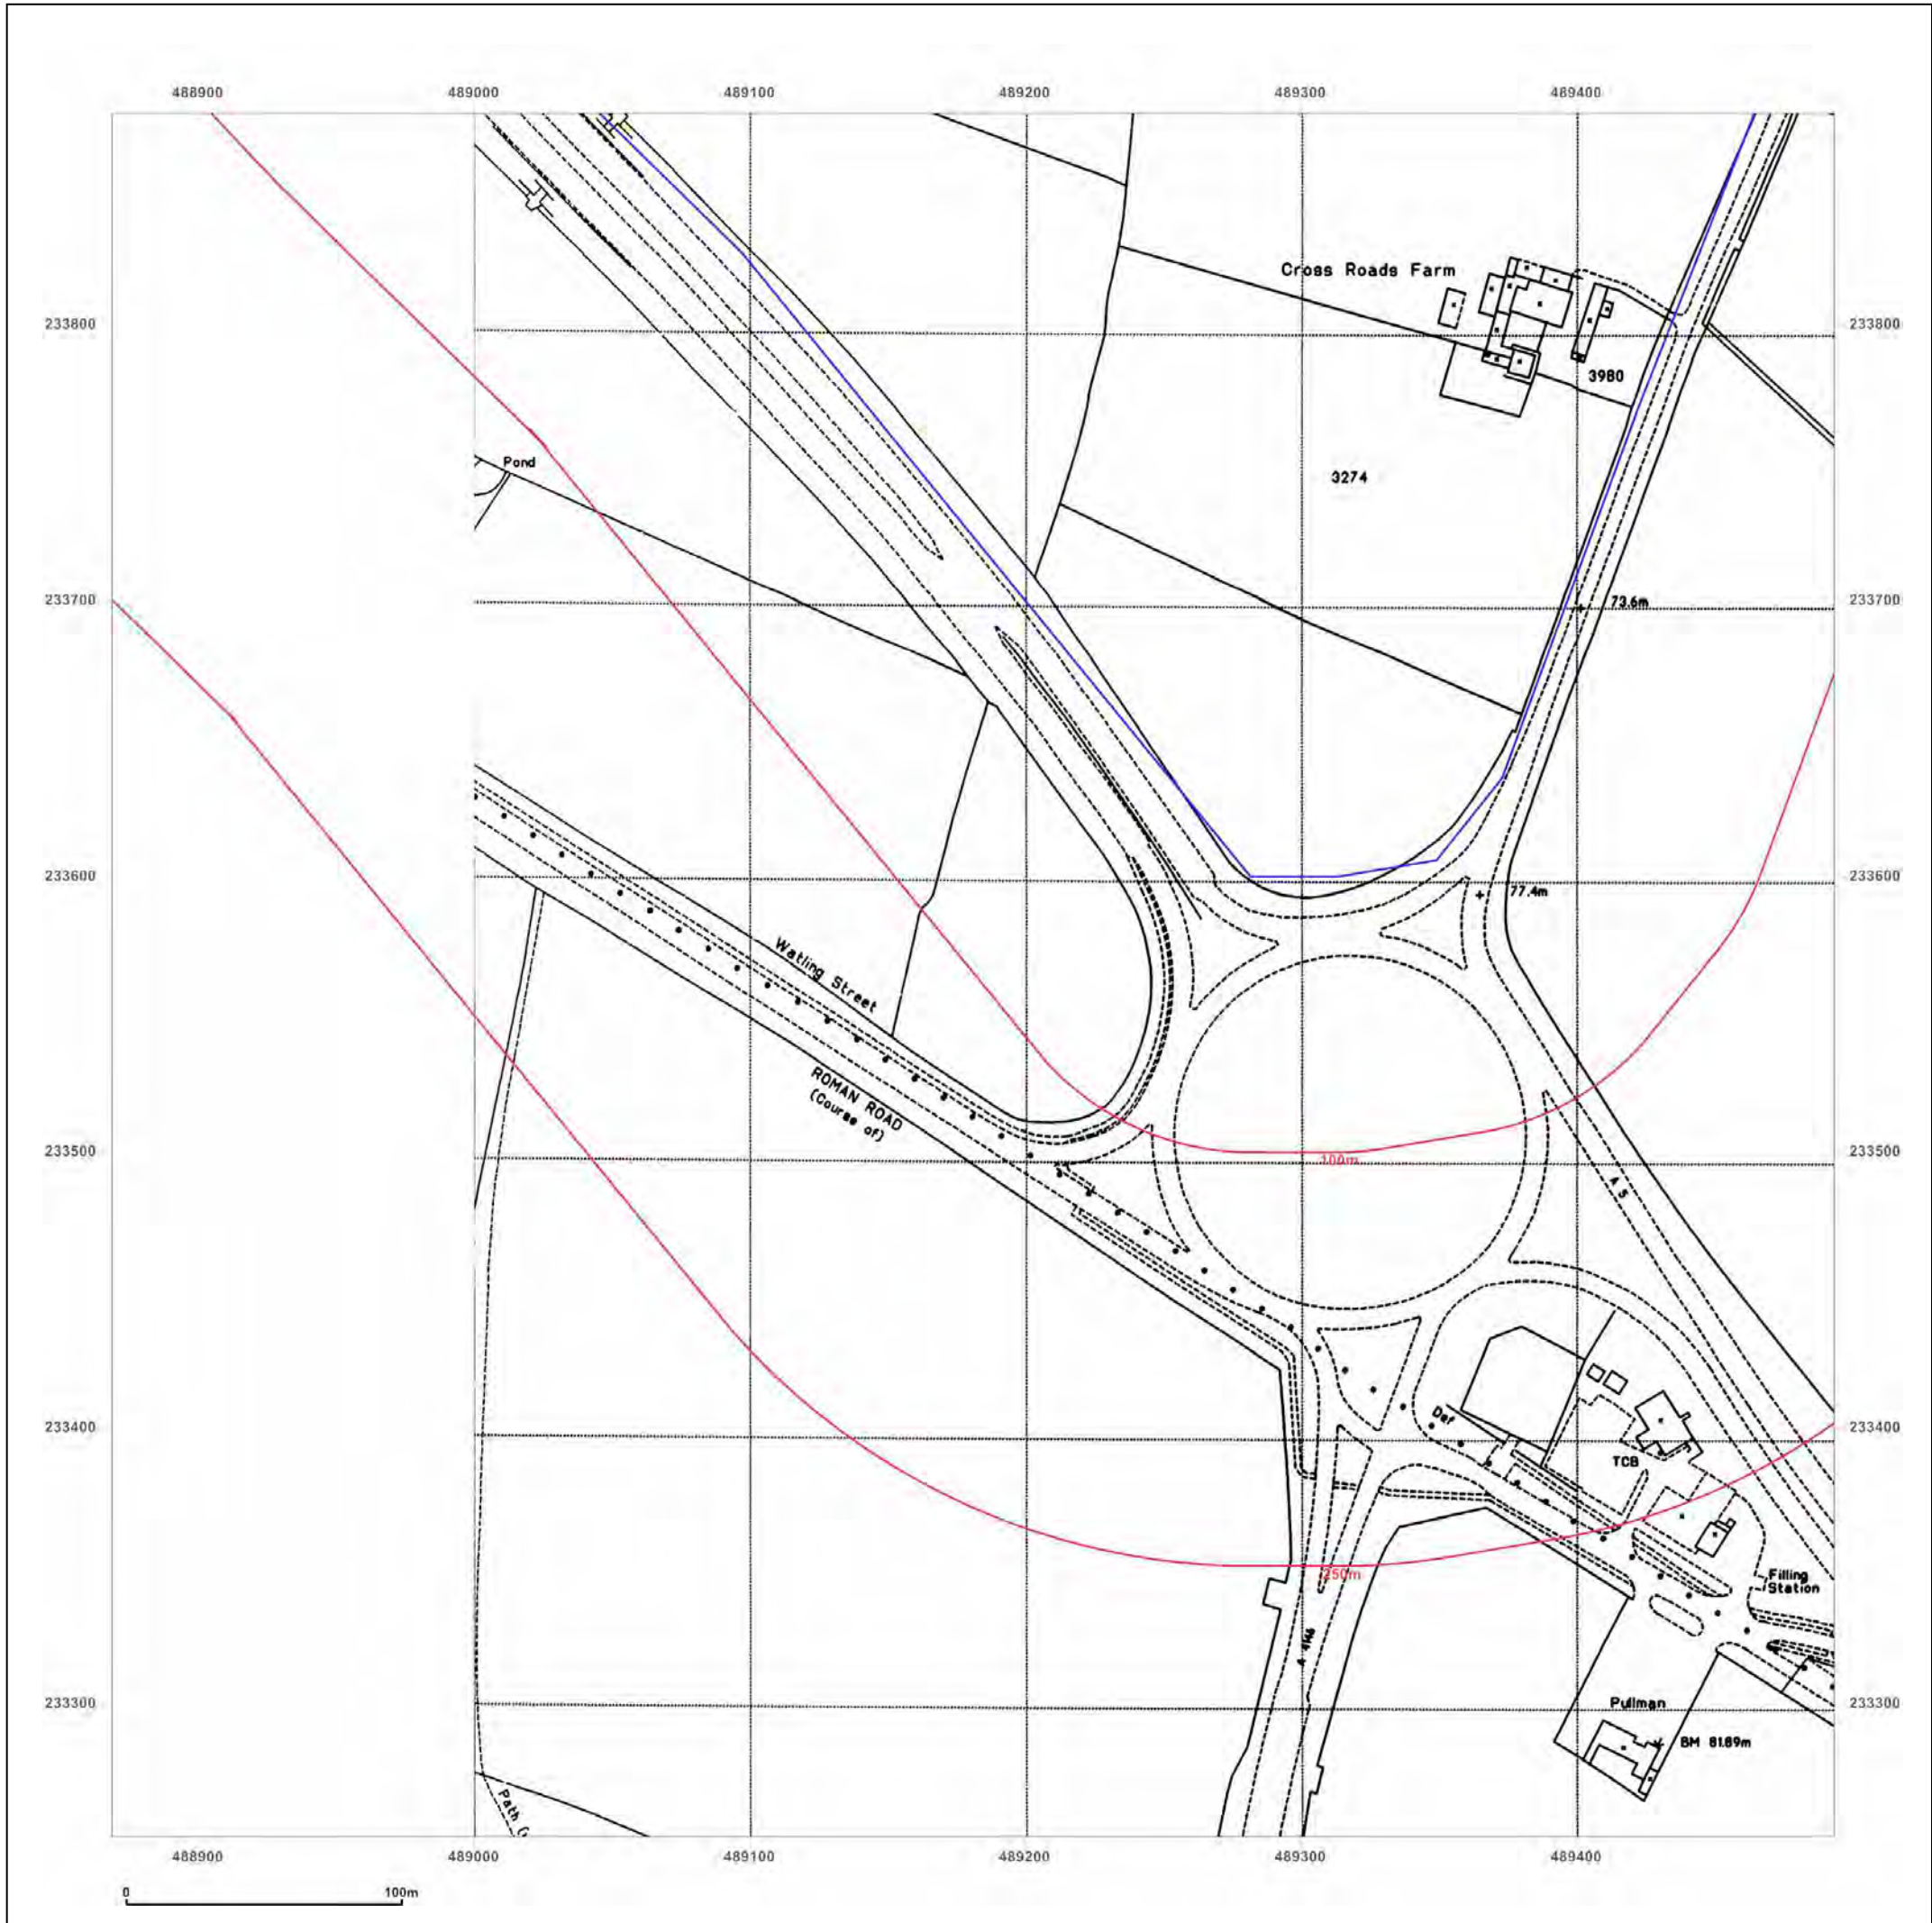 488900 489000 489100 489200 489300 489400
Cross Roads Farm
233800 233800
3980
Pond
3274
233700 233700
73.6m
233600 233600
77.4m
Watling Street
ROMAN ROAD
(Course of)
233500 233500
100m
A 5
233400 233400
Def
TCB
250m
Filling
Station
A 4146
233300 233300
Pullman
BM 81.89m
Path
488900 489000 489100 489200 489300 489400
0 100m